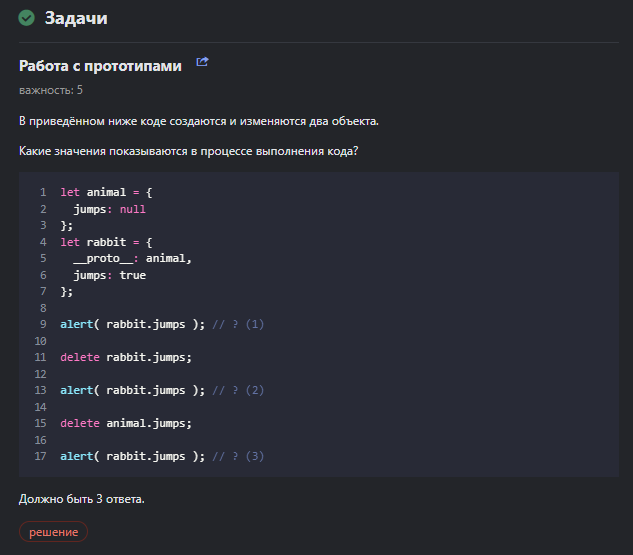 Задачи
Работа с прототипами
важность: 5
В приведённом ниже коде создаются и изменяются два объекта.
Какие значения показываются в процессе выполнения кода?
1 let animal = {
2   jumps: null
3 };
4 let rabbit = {
5   __proto__: animal,
6   jumps: true
7 };
8
9 alert( rabbit.jumps ); // ? (1)
10
11 delete rabbit.jumps;
12
13 alert( rabbit.jumps ); // ? (2)
14
15 delete animal.jumps;
16
17 alert( rabbit.jumps ); // ? (3)
Должно быть 3 ответа.
решение